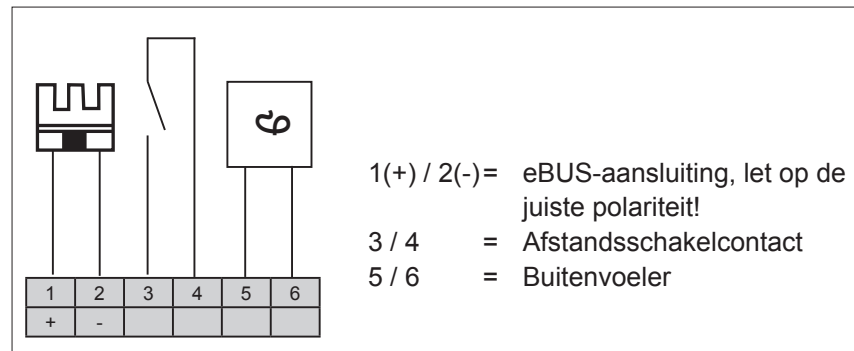 1(+) / 2(-) = eBUS-aansluiting, let op de
juiste polariteit!
3 / 4 = Afstandsschakelcontact
5 / 6 = Buitenvoeler
1 2 3 4 5 6
+ -